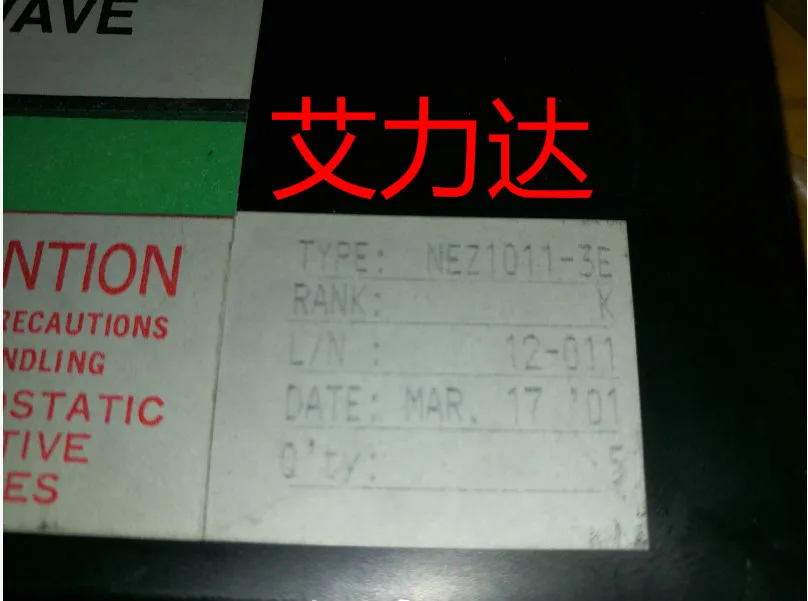 WAVE
艾力达
NTION
RECAUTIONS
NDLING
OSTATIC
TIVE
ES
TYPE: NEZ1011-3E
RANK: K
L/N : 12-011
DATE: MAR. 17 '01
Q'ty: 5